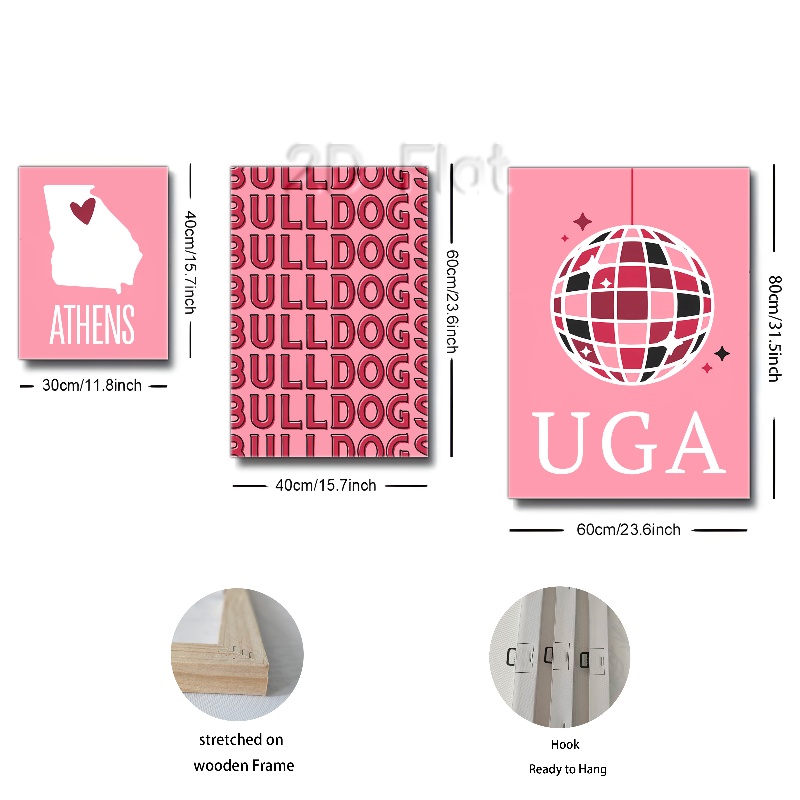 2D Flat
ATHENS
40cm/15.7inch
30cm/11.8inch
BULLDOGS
BULLDOGS
BULLDOGS
BULLDOGS
BULLDOGS
BULLDOGS
BULLDOGS
BULLDOGS
60cm/23.6inch
40cm/15.7inch
UGA
80cm/31.5inch
60cm/23.6inch
stretched on
wooden Frame
Hook
Ready to Hang